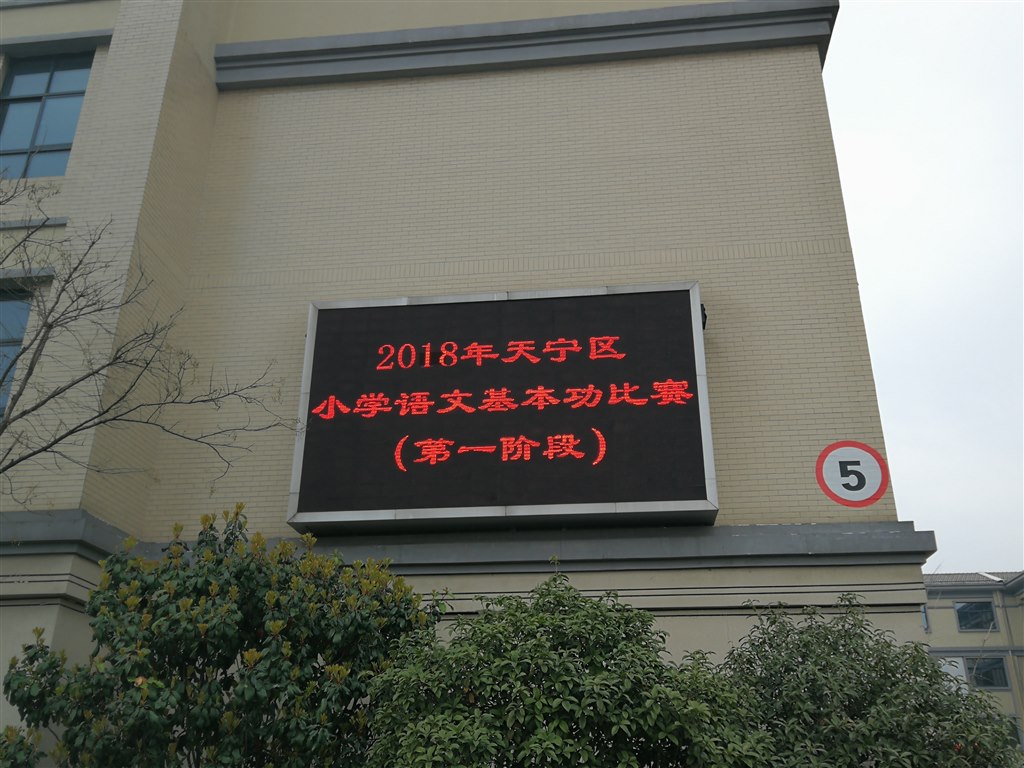 2018年天宁区
小学语文基本功比赛
（第一阶段）
5